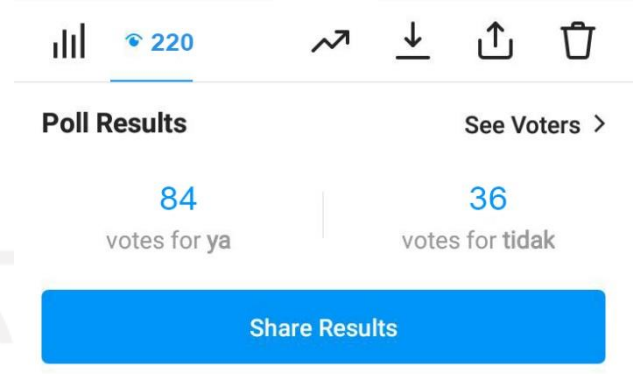 220
Poll Results
See Voters >
84
36
votes for ya
votes for tidak
Share Results